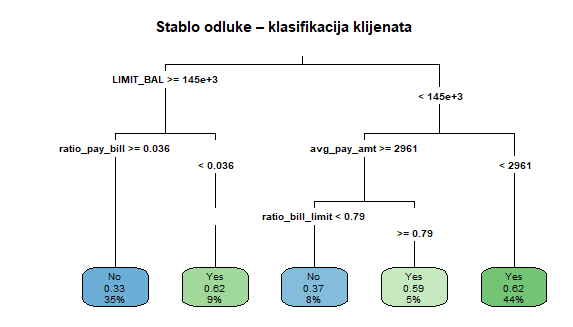 Stablo odluke – klasifikacija klijenata
LIMIT_BAL >= 145e+3
< 145e+3
ratio_pay_bill >= 0.036
< 0.036
avg_pay_amt >= 2961
< 2961
ratio_bill_limit < 0.79
>= 0.79
No
0.33
35%
Yes
0.62
9%
No
0.37
8%
Yes
0.59
5%
Yes
0.62
44%